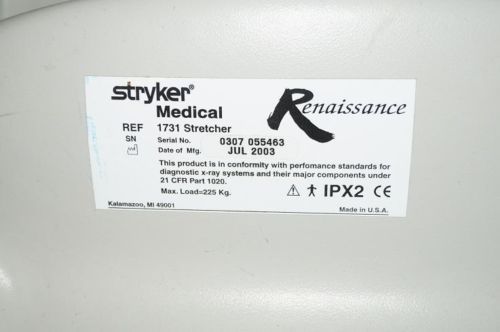 stryker® Renaissance
Medical
REF 1731 Stretcher
SN Serial No. 0307 055463
Date of Mfg. JUL 2003
This product is in conformity with perfomance standards for
diagnostic x-ray systems and their major components under
21 CFR Part 1020.
Max. Load=225 Kg. IPX2 CE
Kalamazoo, MI 49001 Made in U.S.A.